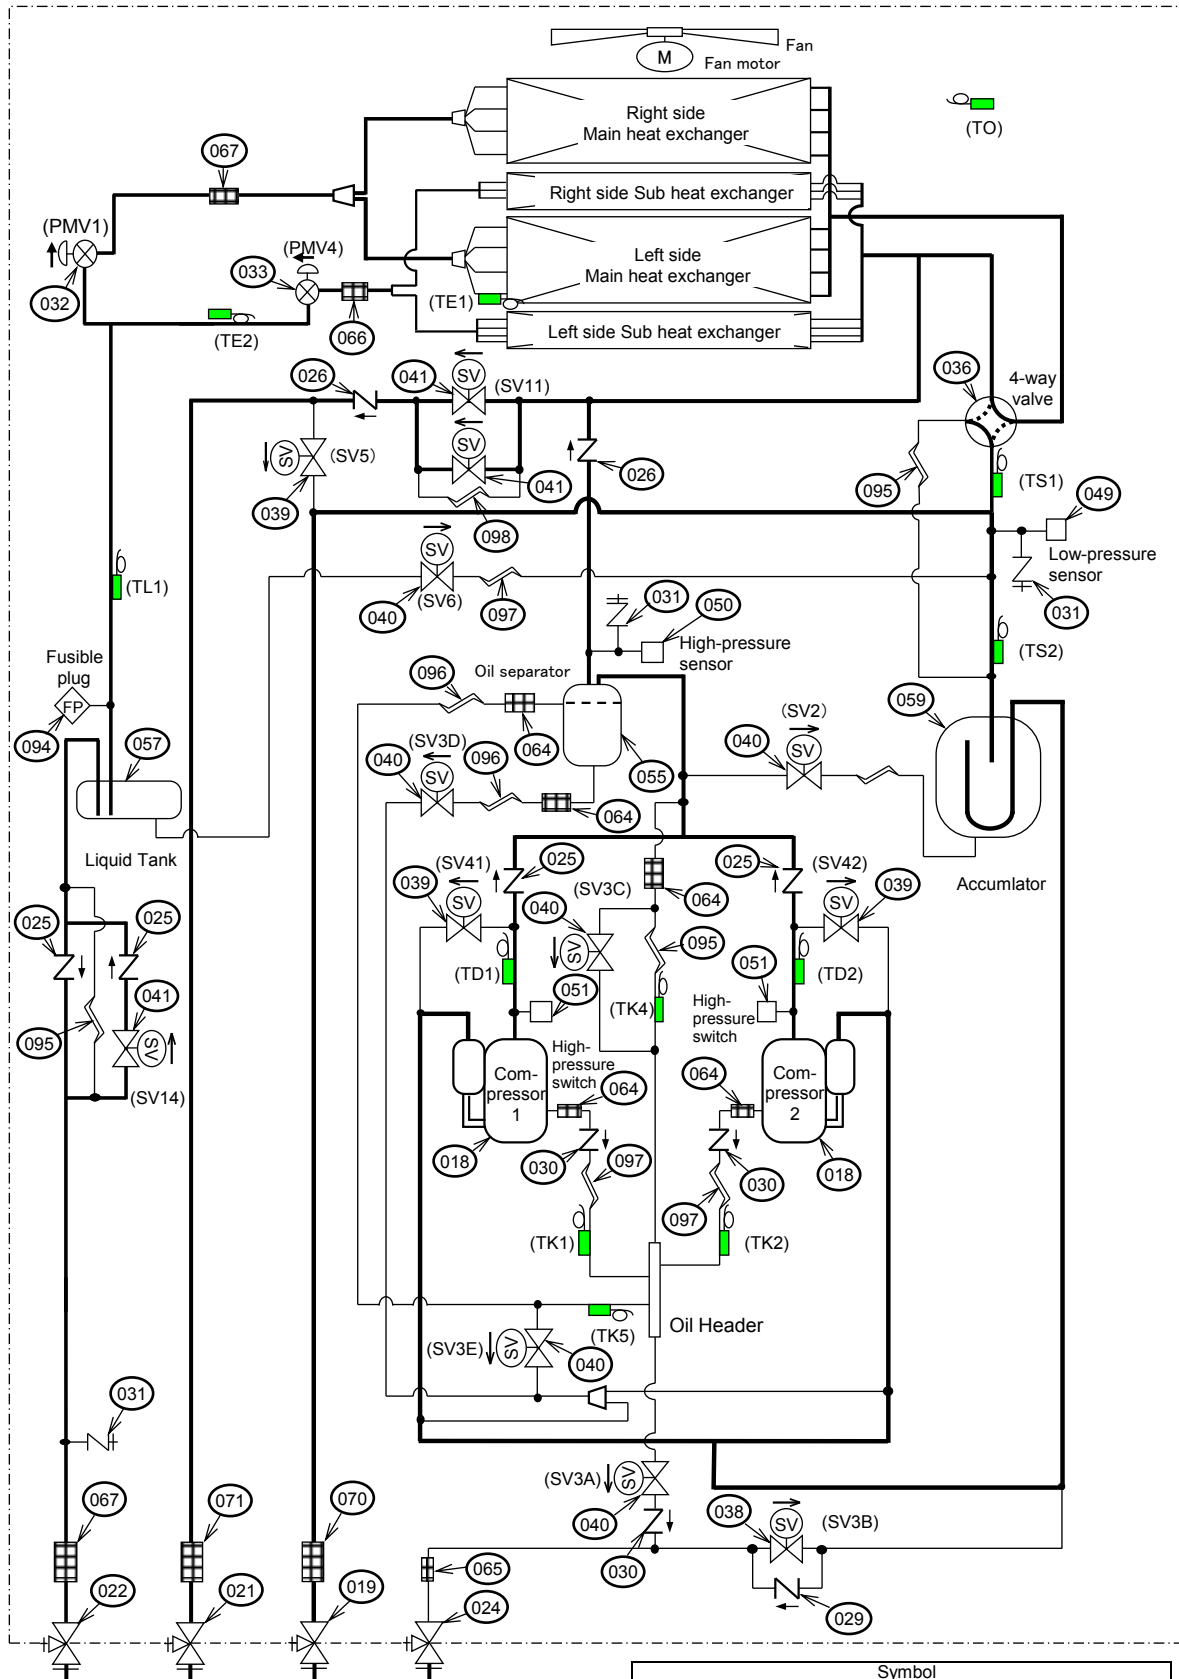 Fan
M
Fan motor
Right side
Main heat exchanger
(TO)
067
Right side Sub heat exchanger
(PMV1)
(PMV4)
Left side
Main heat exchanger
033
032
(TE1)
(TE2)
066
Left side Sub heat exchanger
026
041
SV
(SV11)
036
4-way
valve
SV
SV
(SV5)
041
026
095
(TS1)
039
098
049
SV
Low-pressure
sensor
(TL1)
040
(SV6)
097
031
031
050
High-pressure
sensor
(TS2)
Fusible
plug
Oil separator
096
059
FP
094
057
064
(SV3D)
(SV2)
040
SV
096
055
040
SV
064
Liquid Tank
025
025
(SV41)
(SV42)
Accumlator
039
SV
(SV3C)
064
SV
039
025
025
040
SV
095
(TD1)
051
(TD2)
051
041
(TK4)
High-
pressure
switch
095
SV
High-
pressure
switch
064
064
Com-
pressor
1
Com-
pressor
2
(SV14)
018
030
097
097
030
018
(TK1)
(TK2)
Oil Header
(TK5)
(SV3E)
SV
040
031
(SV3A)
SV
067
071
070
040
038
SV
(SV3B)
030
065
022
021
019
024
029
Symbol